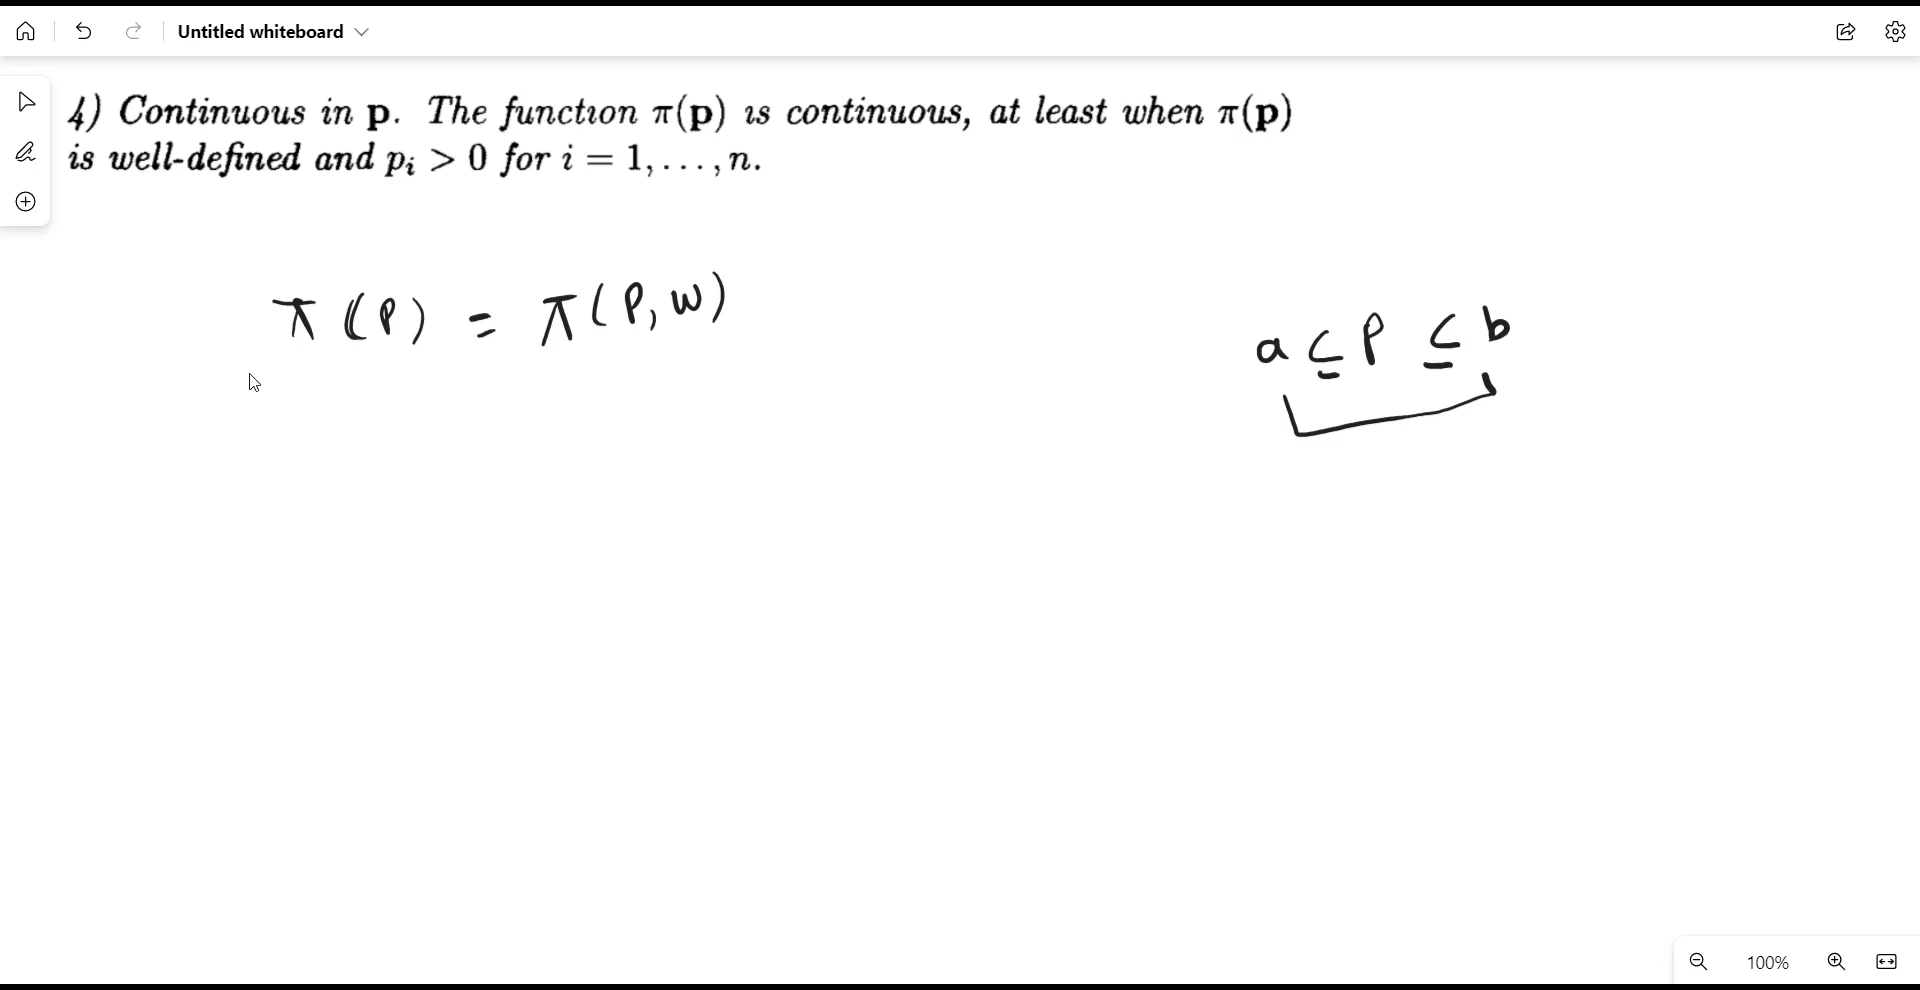 Untitled whiteboard
4) Continuous in p. The function π(p) is continuous, at least when π(p)
is well-defined and pᵢ > 0 for i = 1, . . . , n.
π (P) = π(P, w)
a ⊆ P ⊆ b
100%